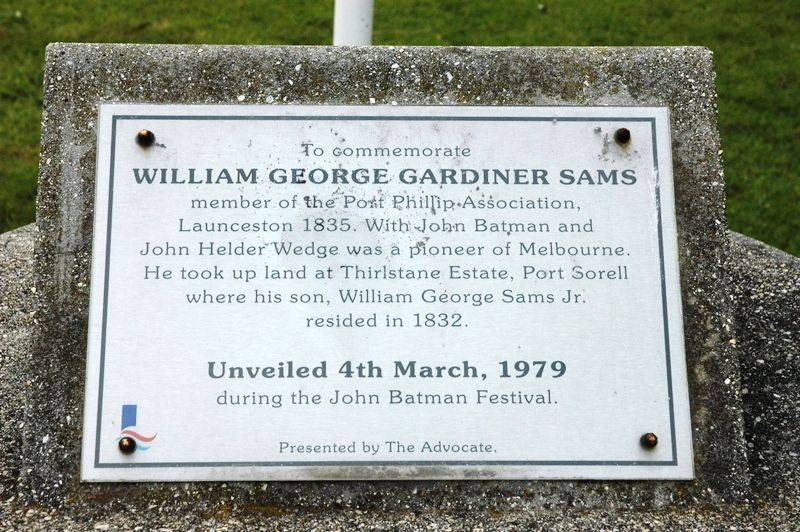 To commemorate
WILLIAM GEORGE GARDINER SAMS
member of the Port Phillip Association,
Launceston 1835. With John Batman and
John Helder Wedge was a pioneer of Melbourne.
He took up land at Thirlstane Estate, Port Sorell
where his son, William George Sams Jr.
resided in 1832.
Unveiled 4th March, 1979
during the John Batman Festival.
Presented by The Advocate.